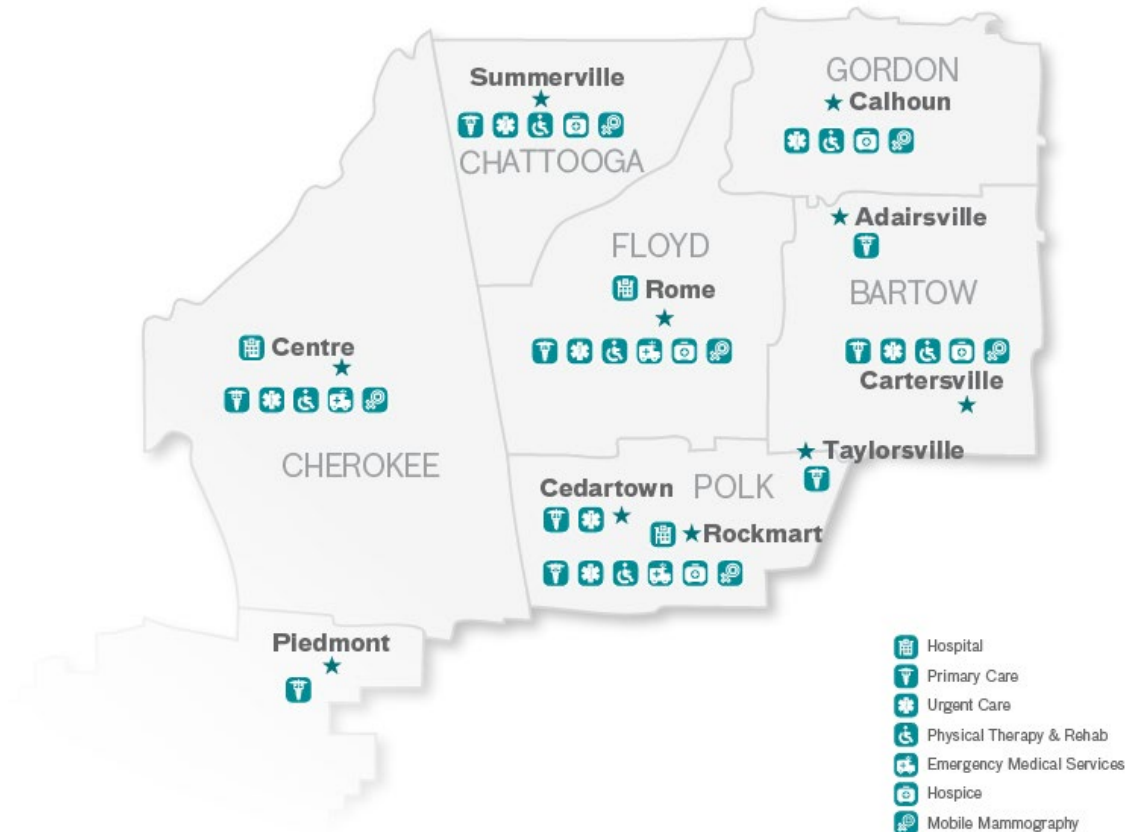 Summerville
CHATTOOGA
GORDON
Calhoun
Adairsville
BARTOW
Cartersville
FLOYD
Rome
Centre
CHEROKEE
Taylorsville
Cedartown
POLK
Rockmart
Piedmont
Hospital
Primary Care
Urgent Care
Physical Therapy & Rehab
Emergency Medical Services
Hospice
Mobile Mammography